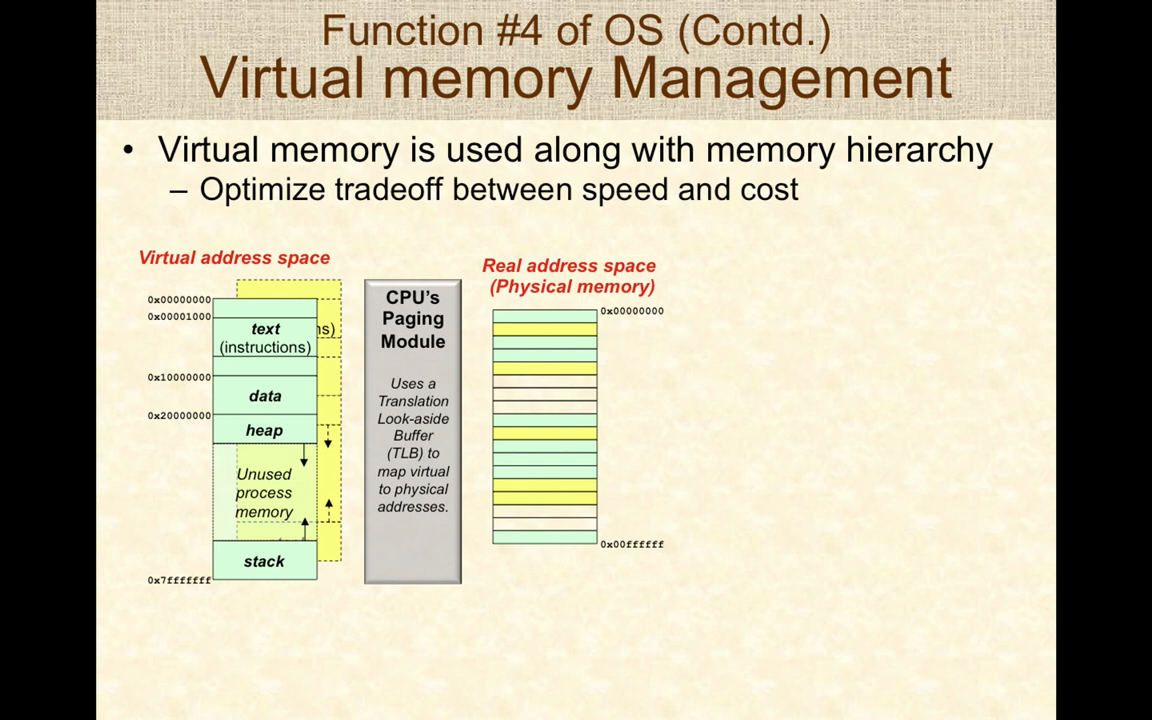 Function #4 of OS (Contd.)
Virtual memory Management
• Virtual memory is used along with memory hierarchy
– Optimize tradeoff between speed and cost
Virtual address space
0x00000000
0x00001000
text
(instructions)
ns)
0x10000000
data
0x20000000
heap
Unused
process
memory
stack
0x7fffffff
CPU's
Paging
Module
Uses a
Translation
Look-aside
Buffer
(TLB) to
map virtual
to physical
addresses.
Real address space
(Physical memory)
0x00000000
0x00ffffff